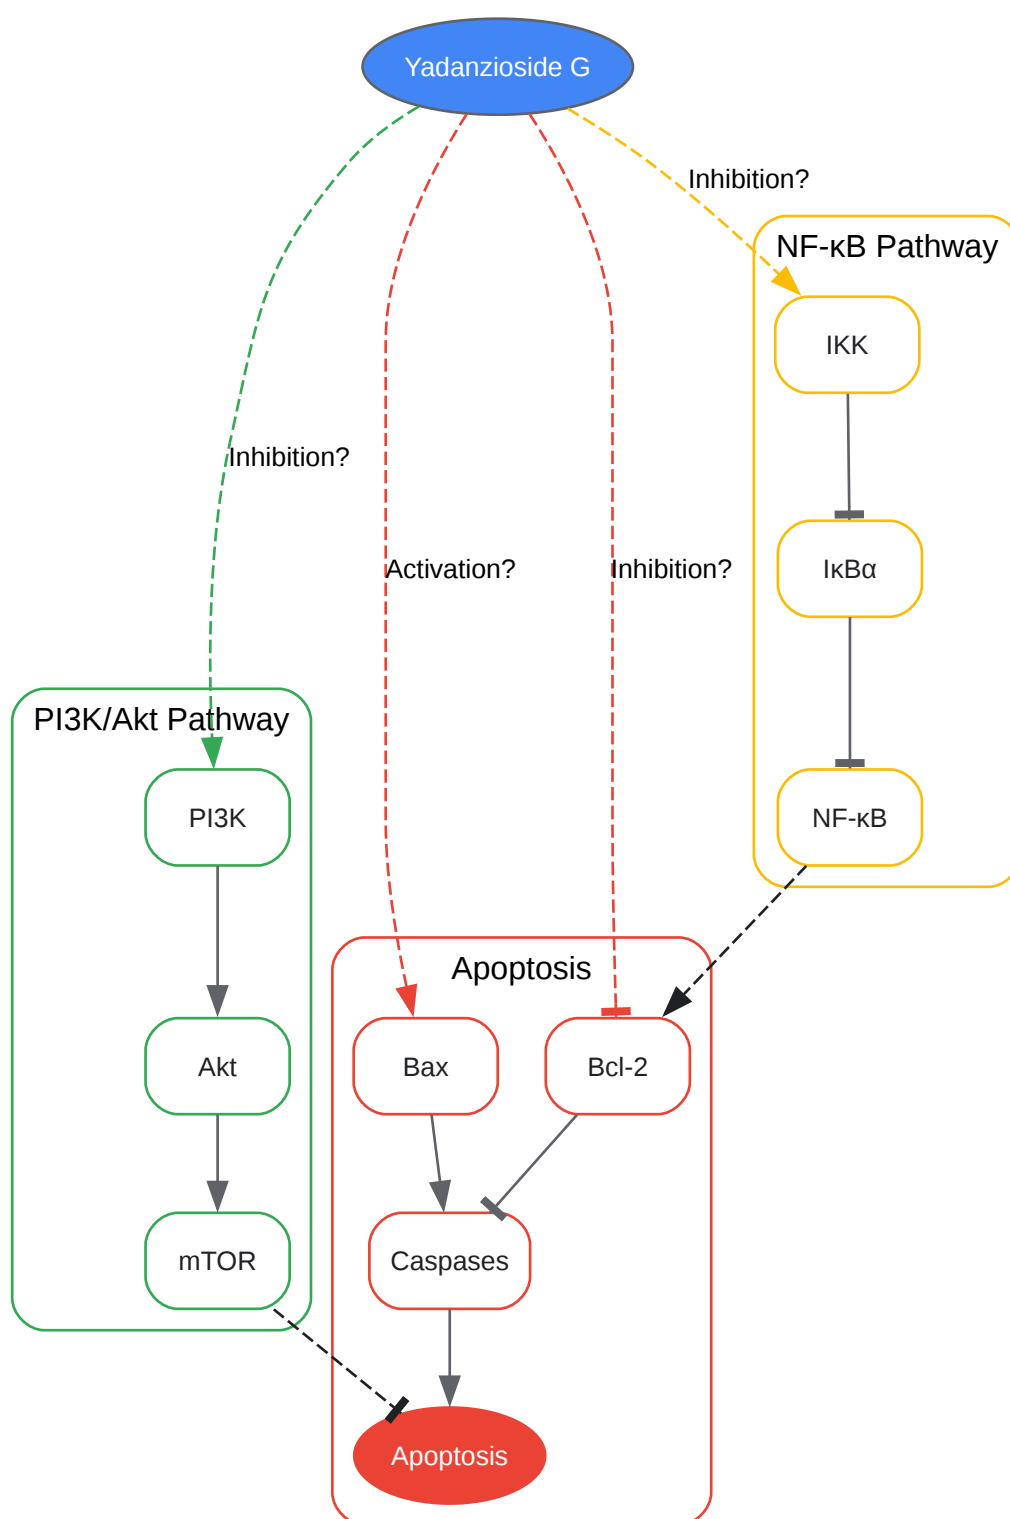 Yadanzioside G
Inhibition?
NF-κB Pathway
IKK
Inhibition?
Activation?
Inhibition?
IκBα
PI3K/Akt Pathway
PI3K
NF-κB
Apoptosis
Akt
Bax
Bcl-2
mTOR
Caspases
Apoptosis